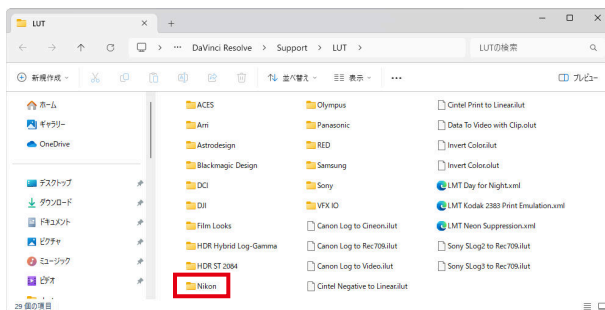 LUT
DaVinci Resolve > Support > LUT >
LUTの検索
新規作成
並べ替え
表示
プレビュー
ホーム
ギャラリー
OneDrive
デスクトップ
ダウンロード
ドキュメント
ピクチャ
ミュージック
ビデオ
ACES
Arri
Astrodesign
Blackmagic Design
DCI
DJI
Film Looks
HDR Hybrid Log-Gamma
HDR ST 2084
Nikon
Olympus
Panasonic
RED
Samsung
Sony
VFX IO
Canon Log to Cineon.ilut
Canon Log to Rec709.ilut
Canon Log to Video.ilut
Cintel Negative to Linear.ilut
Cintel Print to Linear.ilut
Data To Video with Clip.olut
Invert Color.ilut
Invert Color.olut
LMT Day for Night.xml
LMT Kodak 2383 Print Emulation.xml
LMT Neon Suppression.xml
Sony SLog2 to Rec709.ilut
Sony SLog3 to Rec709.ilut
29 個の項目